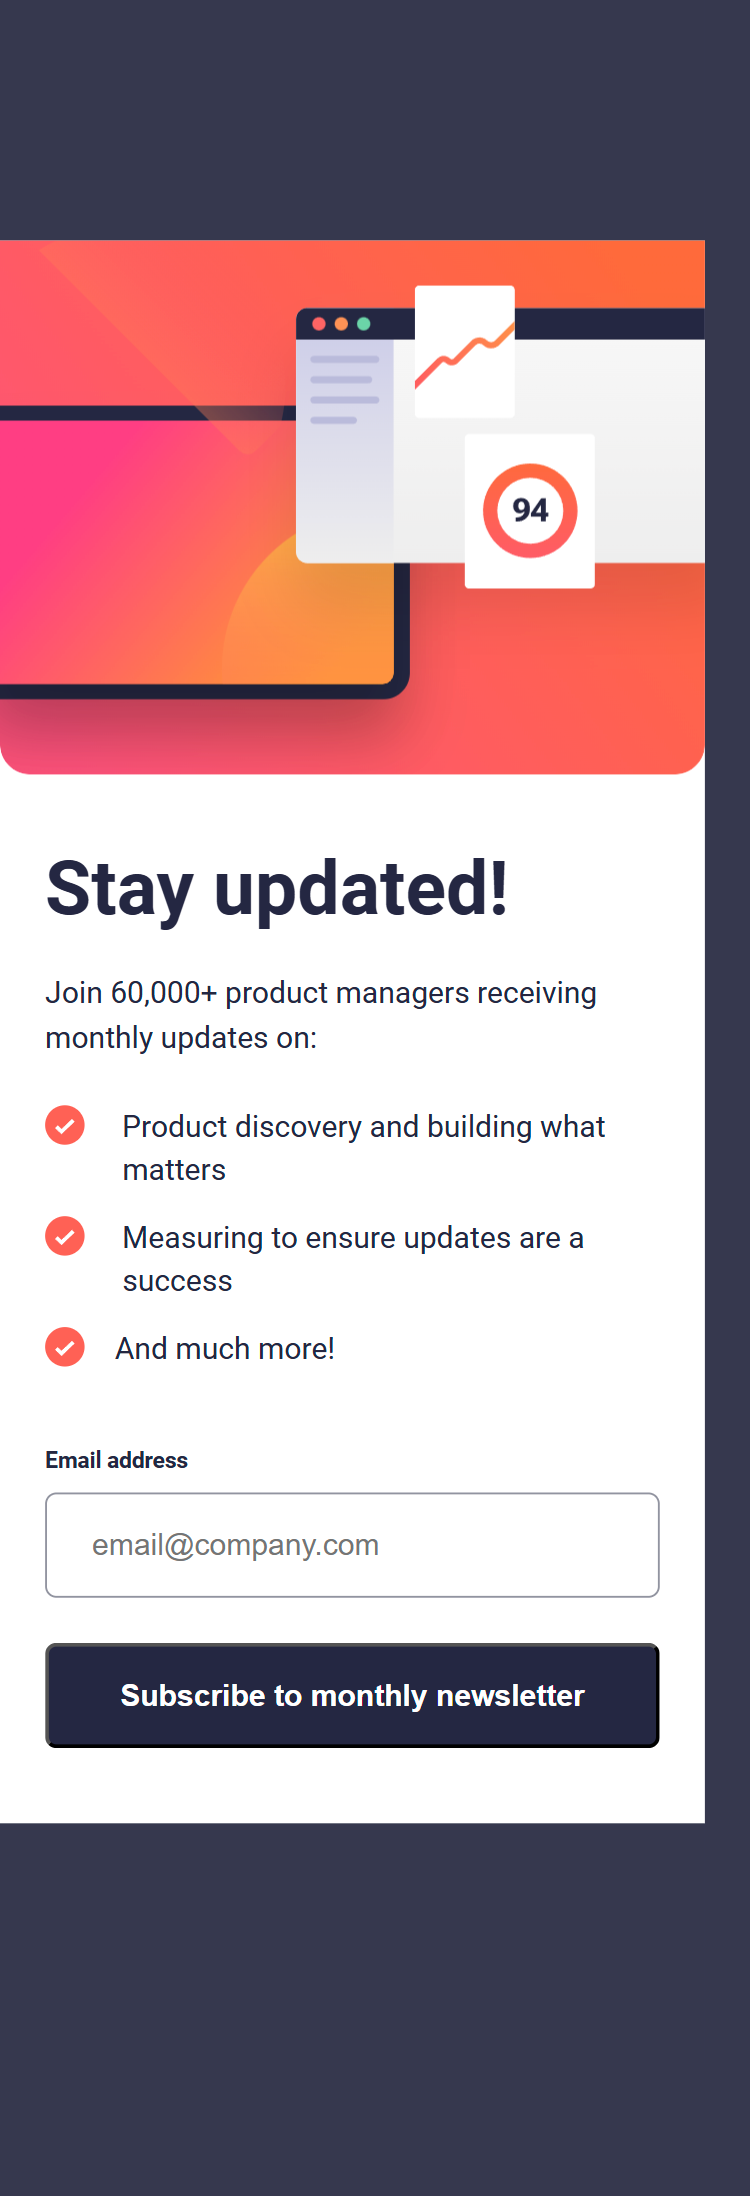 94
Stay updated!
Join 60,000+ product managers receiving
monthly updates on:
Product discovery and building what
matters
Measuring to ensure updates are a
success
And much more!
Email address
email@company.com
Subscribe to monthly newsletter